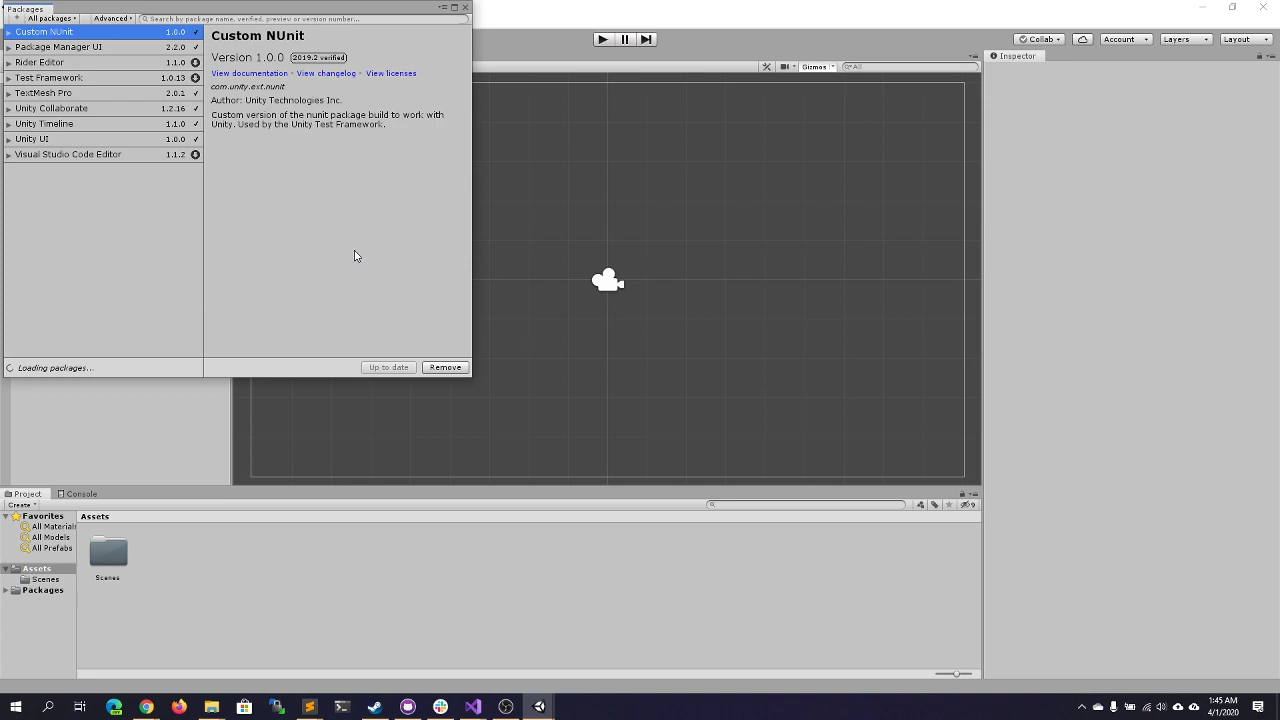 Packages
+ All packages Advanced Search by package name, verified, preview or version number...
Custom NUnit 1.0.0
Package Manager UI 2.2.0
Rider Editor 1.1.0
Test Framework 1.0.13
TextMesh Pro 2.0.1
Unity Collaborate 1.2.16
Unity Timeline 1.1.0
Unity UI 1.0.0
Visual Studio Code Editor 1.1.2
Loading packages...
Custom NUnit
Version 1.0.0 2019.2 verified
View documentation · View changelog · View licenses
com.unity.ext.nunit
Author: Unity Technologies Inc.
Custom version of the nunit package build to work with
Unity. Used by the Unity Test Framework.
Up to date Remove
Collab Account Layers Layout
Gizmos All
Inspector
Project Console
Create
9
Favorites
All Materials
All Models
All Prefabs
Assets
Scenes
Packages
Assets
Scenes
1:45 AM
4/1/2020